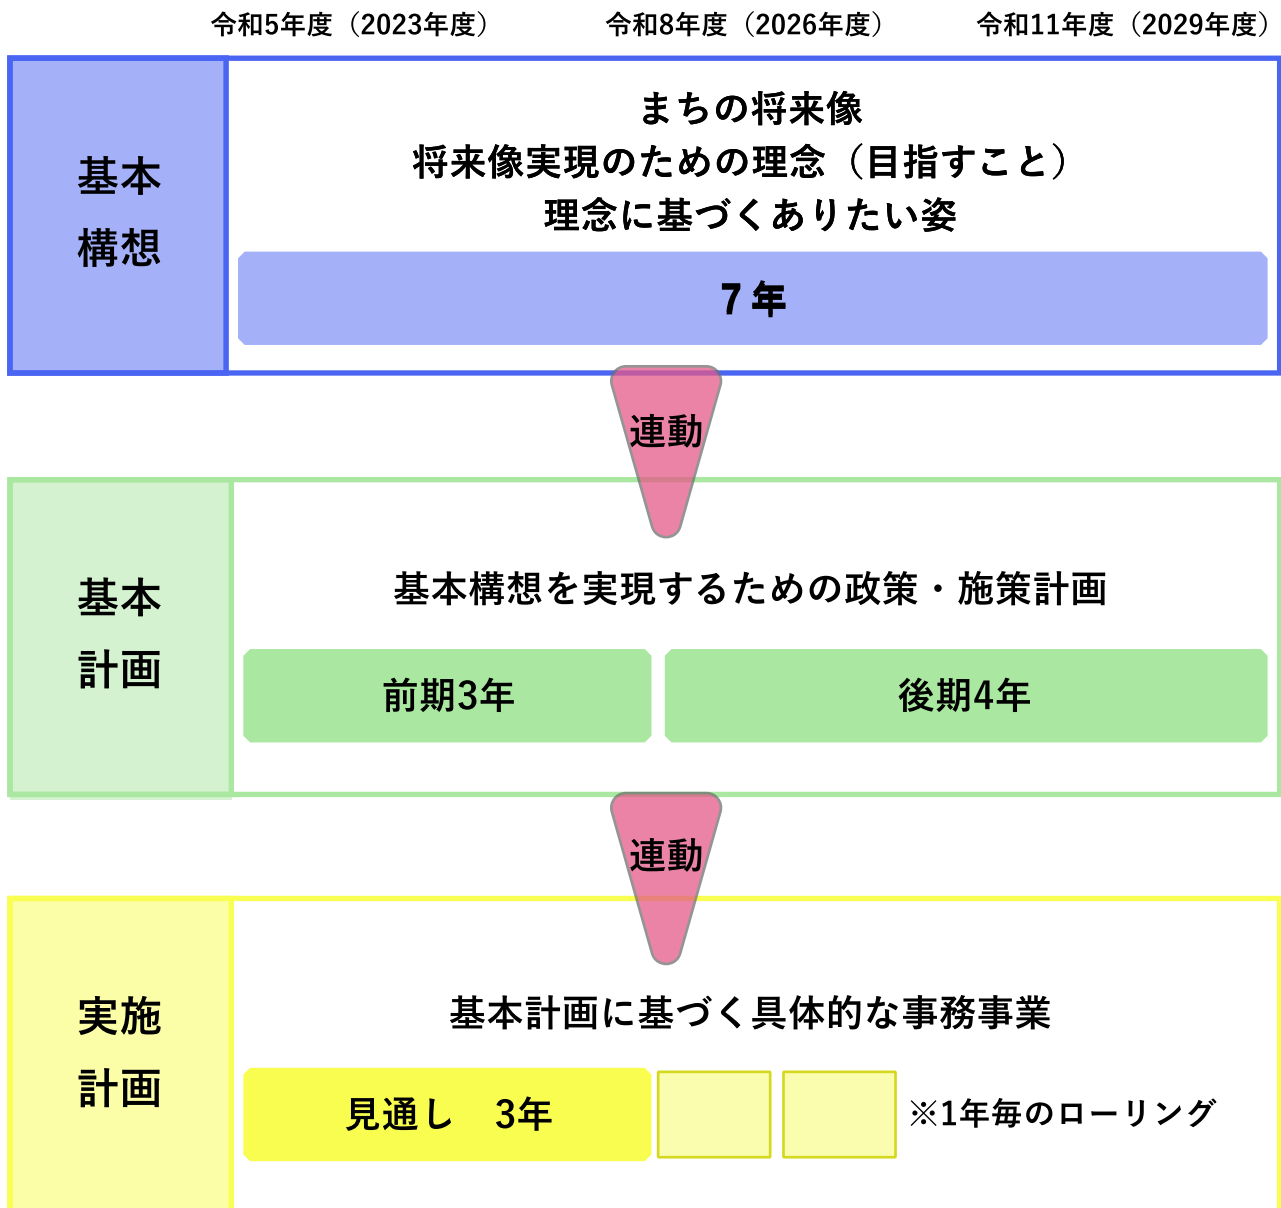 令和5年度（2023年度）
令和8年度（2026年度）
令和11年度（2029年度）
基本
構想
まちの将来像
将来像実現のための理念（目指すこと）
理念に基づくありたい姿
７年
連動
基本
計画
基本構想を実現するための政策・施策計画
前期3年
後期4年
連動
実施
計画
基本計画に基づく具体的な事務事業
見通し　3年
※1年毎のローリング